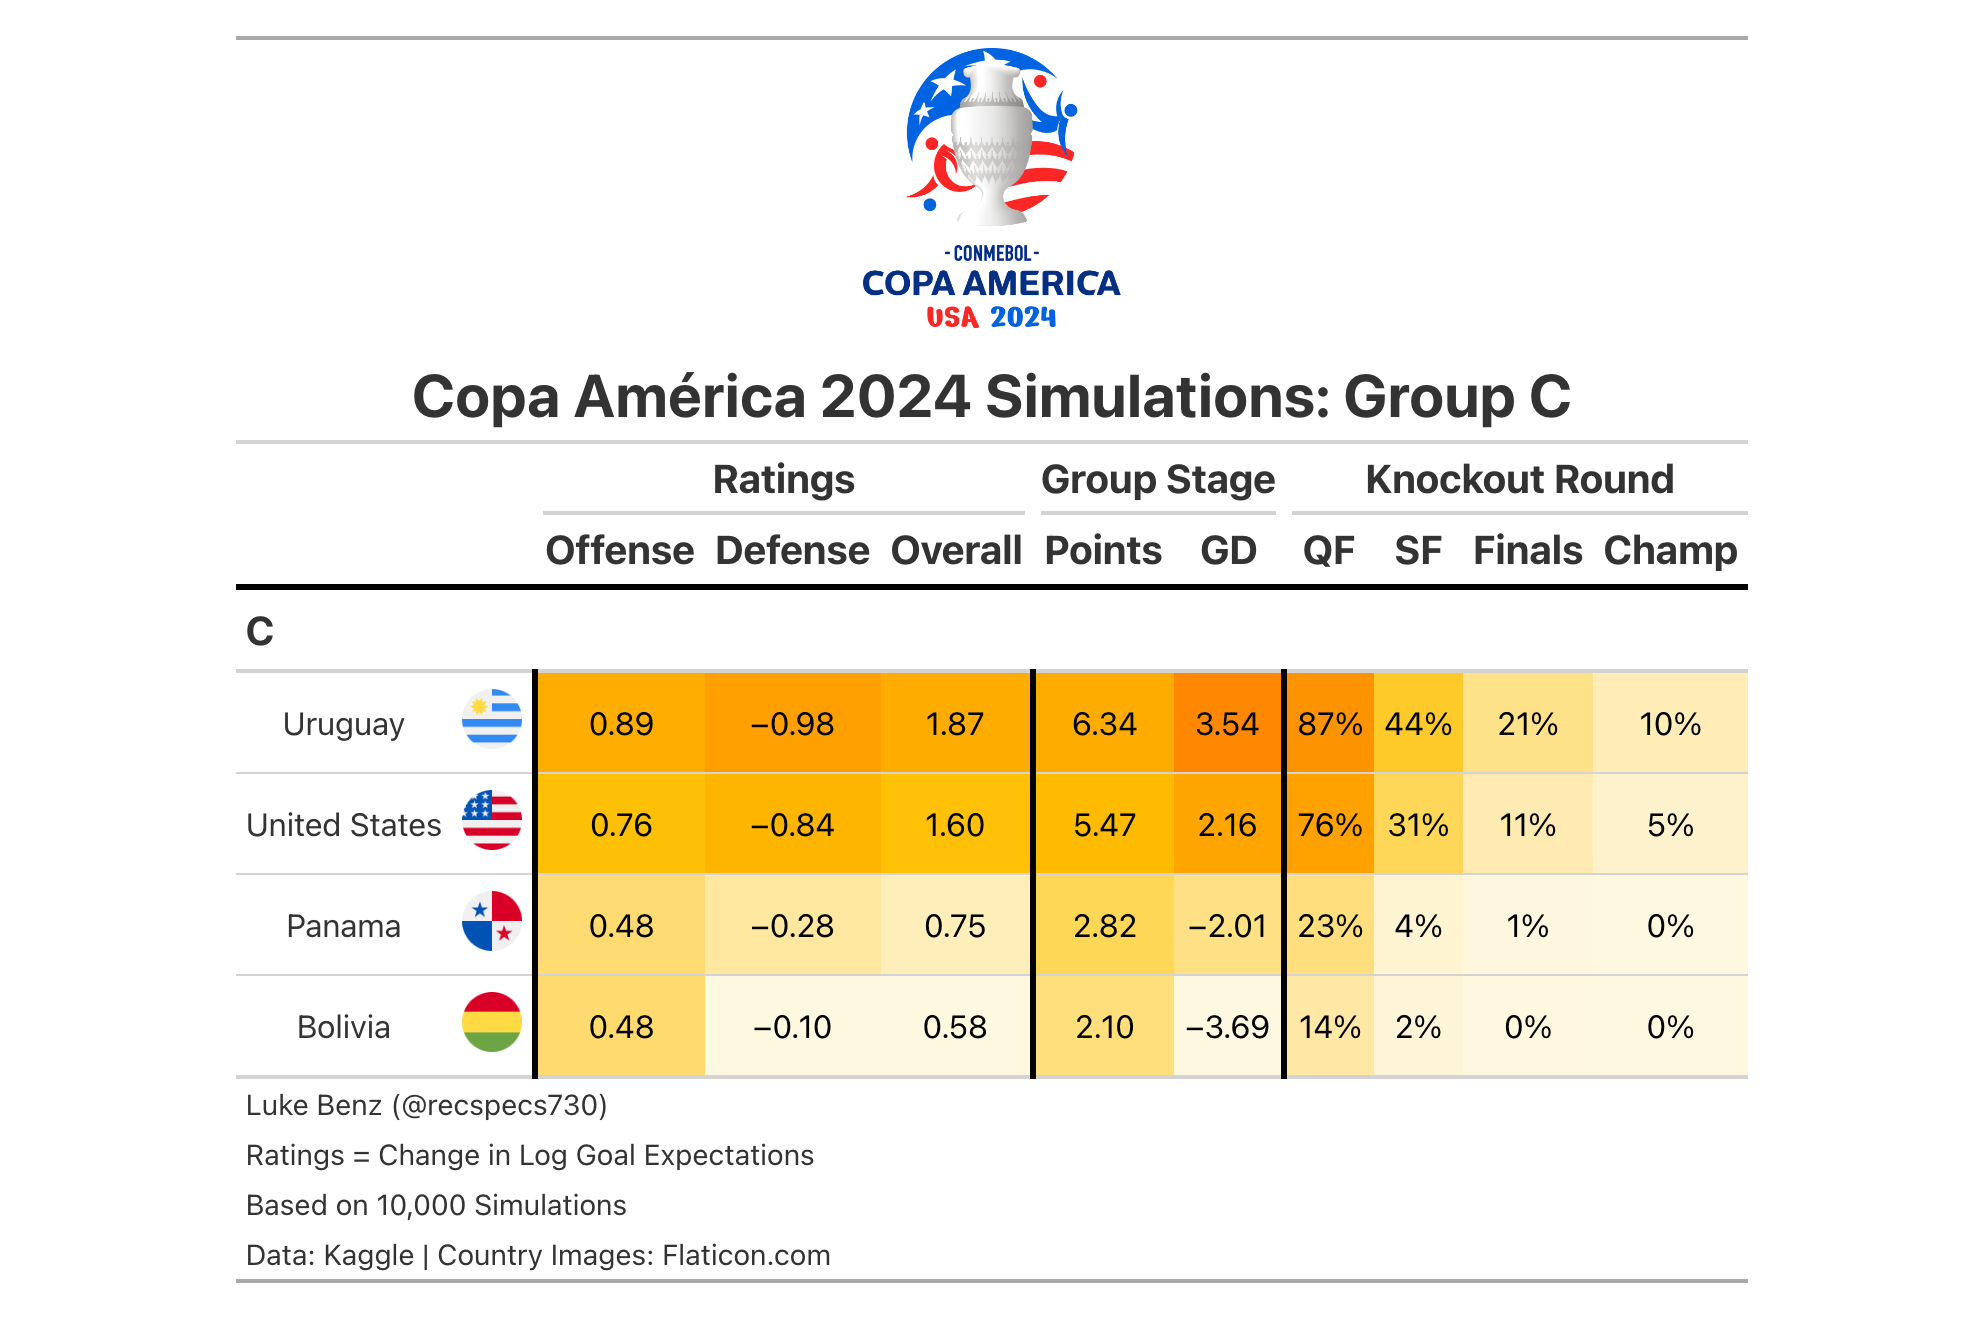 - CONMEBOL -
COPA AMERICA
USA 2024
Copa América 2024 Simulations: Group C
Ratings Group Stage Knockout Round
Offense Defense Overall Points GD QF SF Finals Champ
C
Uruguay 0.89 −0.98 1.87 6.34 3.54 87% 44% 21% 10%
United States 0.76 −0.84 1.60 5.47 2.16 76% 31% 11% 5%
Panama 0.48 −0.28 0.75 2.82 −2.01 23% 4% 1% 0%
Bolivia 0.48 −0.10 0.58 2.10 −3.69 14% 2% 0% 0%
Luke Benz (@recspecs730)
Ratings = Change in Log Goal Expectations
Based on 10,000 Simulations
Data: Kaggle | Country Images: Flaticon.com